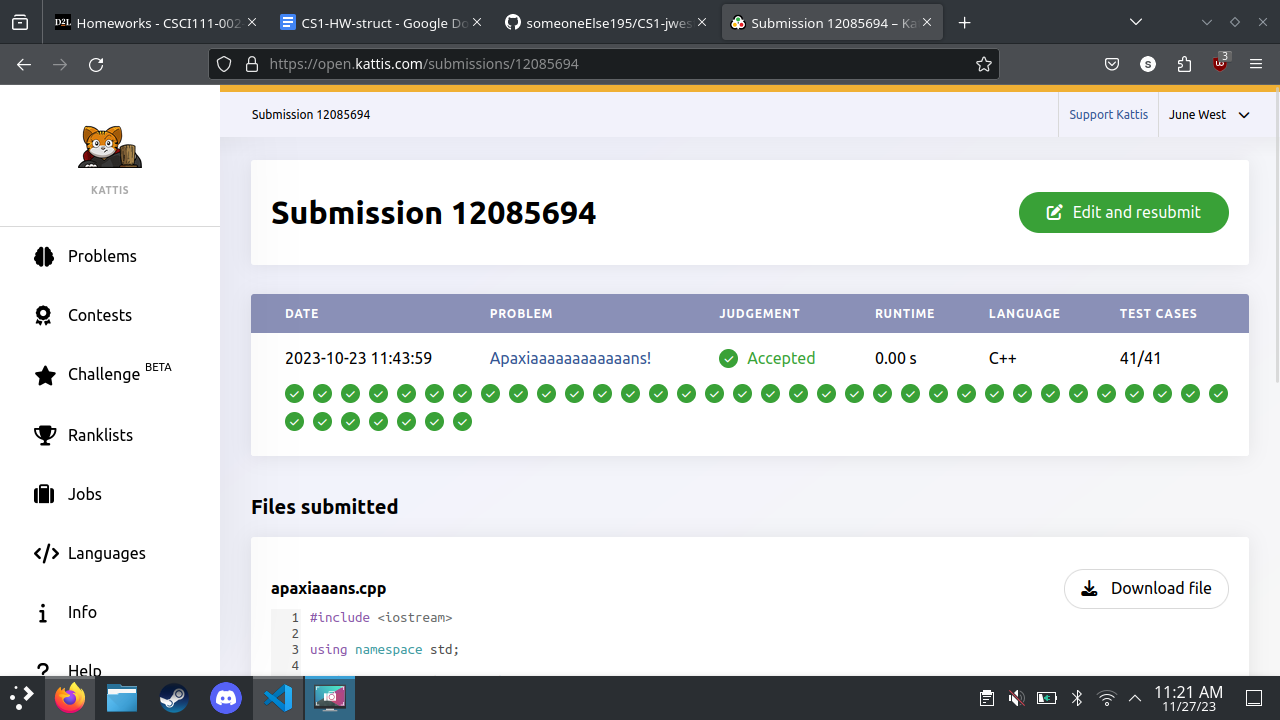 Homeworks - CSCI111-002
CS1-HW-struct - Google Do
someoneElse195/CS1-jwes
Submission 12085694 – Ka
https://open.kattis.com/submissions/12085694
S
3
Submission 12085694
Support Kattis
June West
KATTIS
Submission 12085694
Edit and resubmit
Problems
Contests
Challenge BETA
Ranklists
Jobs
Languages
Info
Help
DATE PROBLEM JUDGEMENT RUNTIME LANGUAGE TEST CASES
2023-10-23 11:43:59 Apaxiaaaaaaaaaaaans! Accepted 0.00 s C++ 41/41
Files submitted
apaxiaaans.cpp
Download file
1 #include <iostream>
2
3 using namespace std;
4
11:21 AM
11/27/23